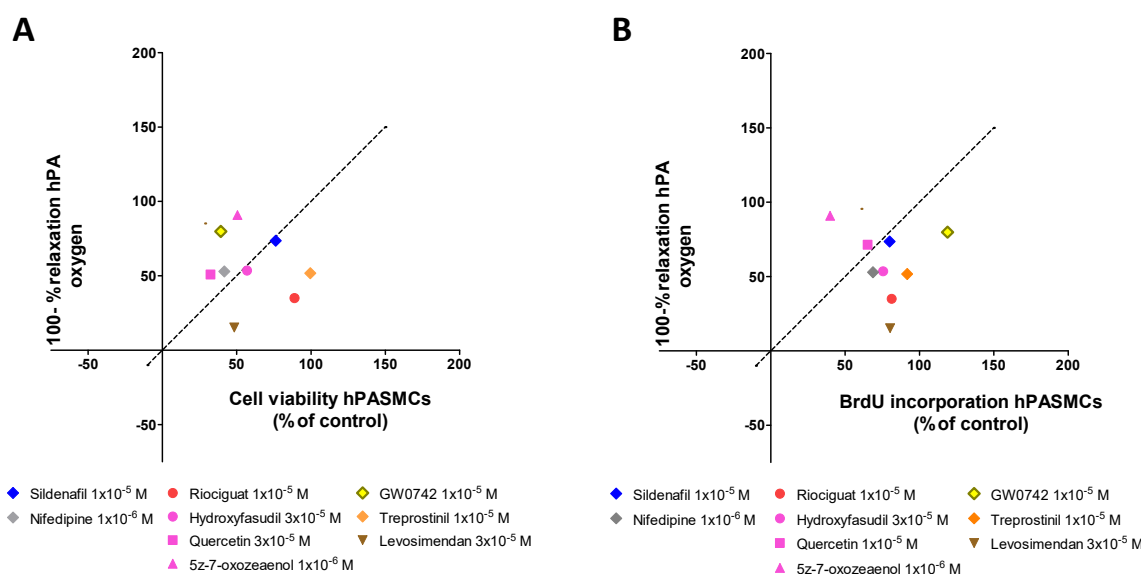 A
B
200
150
100
50
-50
-50
50
100
150
200
100- %relaxation hPA
oxygen
Cell viability hPASMCs
(% of control)
200
150
100
50
-50
-50
50
100
150
200
100-%relaxation hPA
oxygen
BrdU incorporation hPASMCs
(% of control)
Sildenafil 1x10⁻⁵ M
Riociguat 1x10⁻⁵ M
GW0742 1x10⁻⁵ M
Nifedipine 1x10⁻⁶ M
Hydroxyfasudil 3x10⁻⁵ M
Treprostinil 1x10⁻⁵ M
Quercetin 3x10⁻⁵ M
Levosimendan 3x10⁻⁵ M
5z-7-oxozeaenol 1x10⁻⁶ M
Sildenafil 1x10⁻⁵ M
Riociguat 1x10⁻⁵ M
GW0742 1x10⁻⁵ M
Nifedipine 1x10⁻⁶ M
Hydroxyfasudil 3x10⁻⁵ M
Treprostinil 1x10⁻⁵ M
Quercetin 1x10⁻⁵ M
Levosimendan 3x10⁻⁵ M
5z-7-oxozeaenol 1x10⁻⁶ M